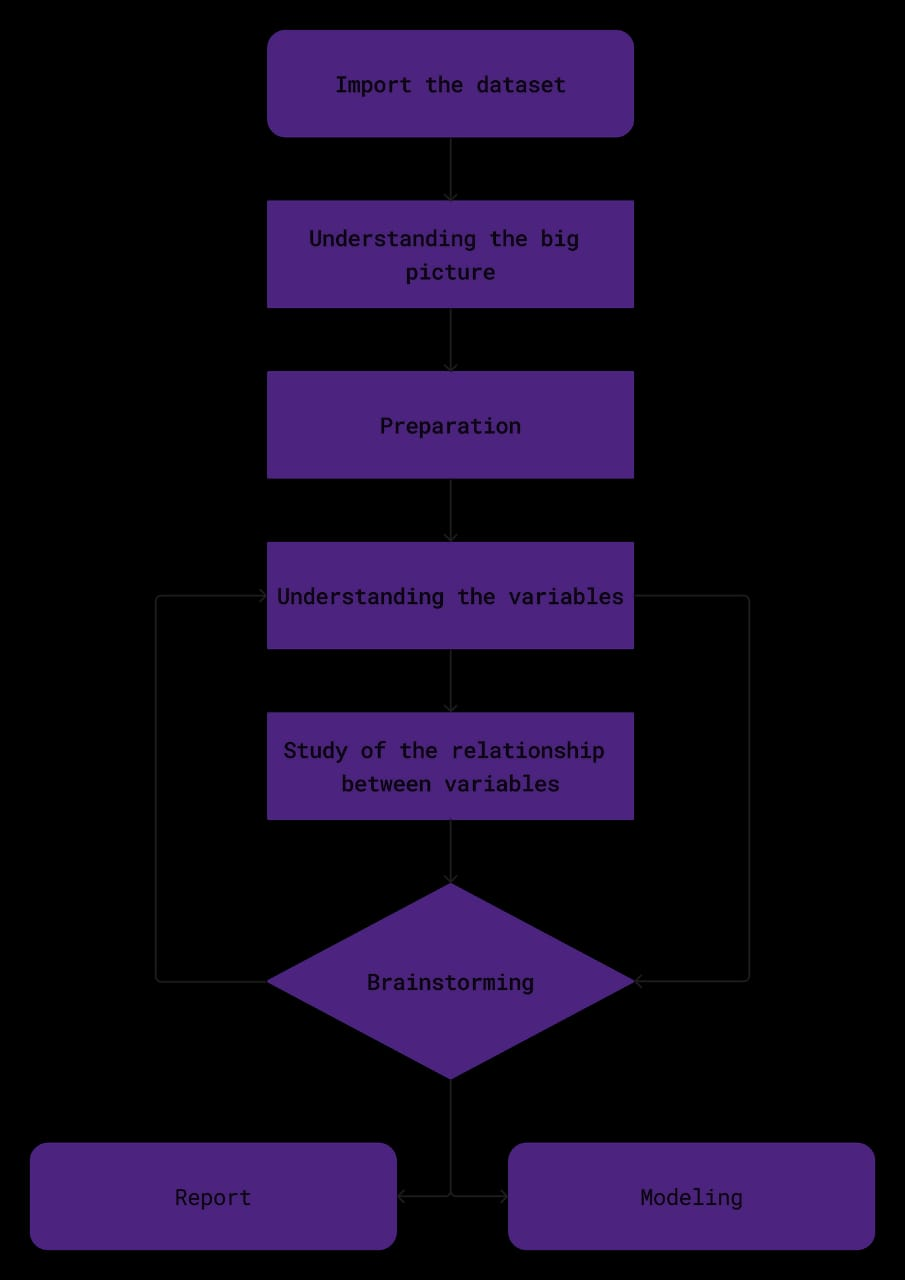 Import the dataset
Understanding the big
picture
Preparation
Understanding the variables
Study of the relationship
between variables
Brainstorming
Report
Modeling